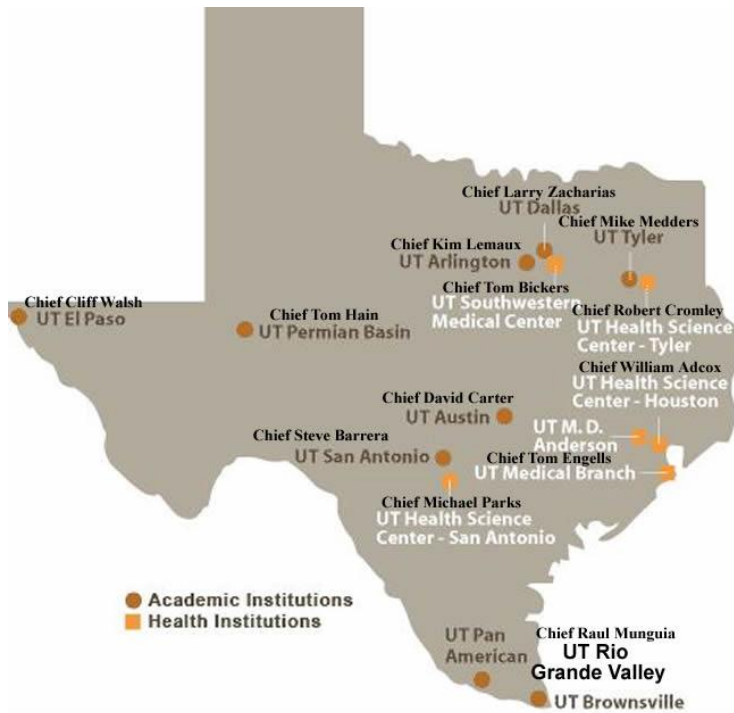 Chief Larry Zacharias
UT Dallas
Chief Mike Medders
UT Tyler
Chief Kim Lemaux
UT Arlington
Chief Tom Bickers
UT Southwestern
Medical Center
Chief Cliff Walsh
UT El Paso
Chief Tom Hain
UT Permian Basin
Chief Robert Cromley
UT Health Science
Center - Tyler
Chief William Adcox
UT Health Science
Center - Houston
Chief David Carter
UT Austin
UT M. D.
Anderson
Chief Steve Barrera
UT San Antonio
Chief Tom Engells
UT Medical Branch
Chief Michael Parks
UT Health Science
Center - San Antonio
Academic Institutions
Health Institutions
UT Pan
American
Chief Raul Munguia
UT Rio
Grande Valley
UT Brownsville